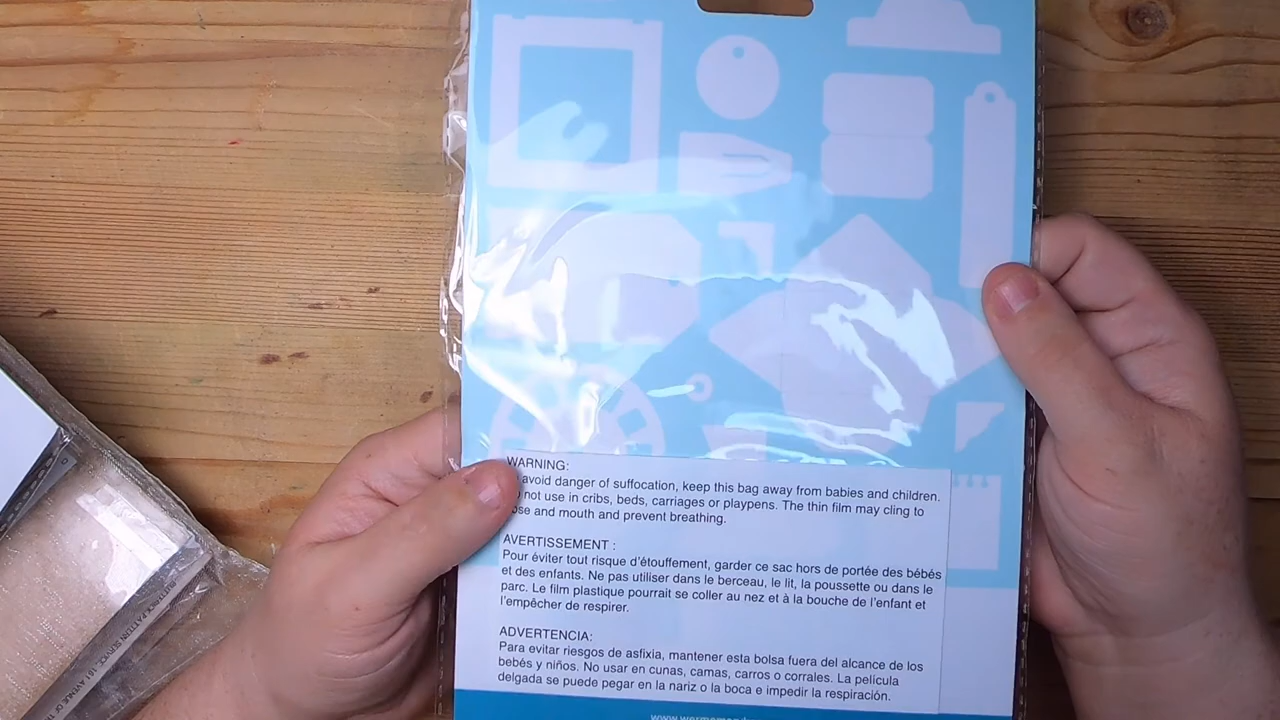 WARNING:
avoid danger of suffocation, keep this bag away from babies and children.
not use in cribs, beds, carriages or playpens. The thin film may cling to
and mouth and prevent breathing.
AVERTISSEMENT :
Pour éviter tout risque d'étouffement, garder ce sac hors de portée des bébés
et des enfants. Ne pas utiliser dans le berceau, le lit, la poussette ou dans le
parc. Le film plastique pourrait se coller au nez et à la bouche de l'enfant et
l'empêcher de respirer.
ADVERTENCIA:
Para evitar riesgos de asfixia, mantener esta bolsa fuera del alcance de los
bebés y niños. No usar en cunas, camas, carros o corrales. La película
delgada se puede pegar en la nariz o la boca e impedir la respiración.
PATTERN SERVICE 161 AVENUE OF